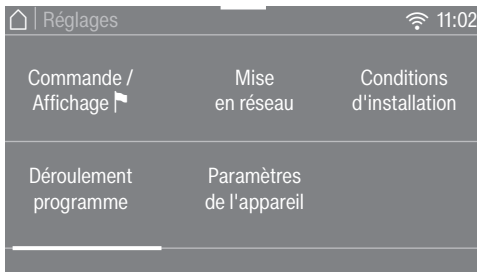 Réglages 11:02
Commande / Mise Conditions
Affichage en réseau d'installation
Déroulement Paramètres
programme de l'appareil